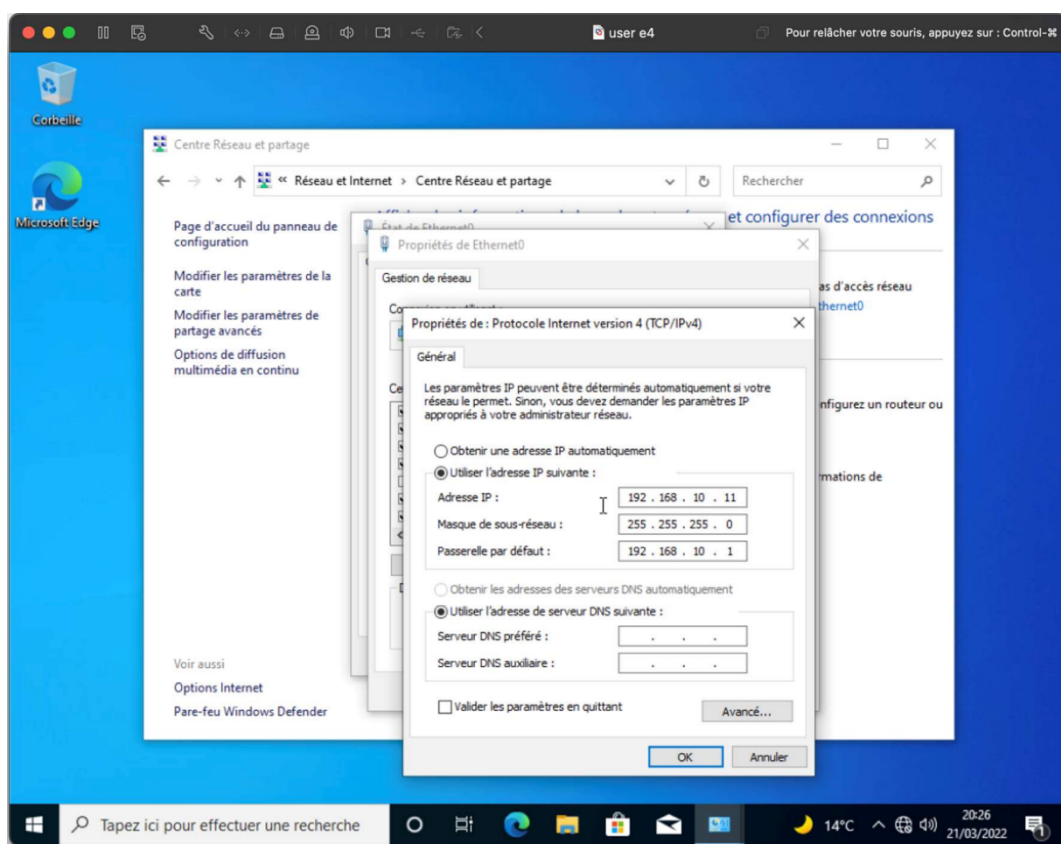 user e4
Pour relâcher votre souris, appuyez sur : Control-⌘
Corbeille
Microsoft Edge
Centre Réseau et partage
« Réseau et Internet > Centre Réseau et partage
Rechercher
Page d'accueil du panneau de
configuration
Modifier les paramètres de la
carte
Modifier les paramètres de
partage avancés
Options de diffusion
multimédia en continu
Voir aussi
Options Internet
Pare-feu Windows Defender
et configurer des connexions
as d'accès réseau
thernet0
nfigurez un routeur ou
rmations de
État de Ethernet0
Propriétés de Ethernet0
Gestion de réseau
Propriétés de : Protocole Internet version 4 (TCP/IPv4)
Général
Les paramètres IP peuvent être déterminés automatiquement si votre
réseau le permet. Sinon, vous devez demander les paramètres IP
appropriés à votre administrateur réseau.
Obtenir une adresse IP automatiquement
Utiliser l'adresse IP suivante :
Adresse IP : 192 . 168 . 10 . 11
Masque de sous-réseau : 255 . 255 . 255 . 0
Passerelle par défaut : 192 . 168 . 10 . 1
Obtenir les adresses des serveurs DNS automatiquement
Utiliser l'adresse de serveur DNS suivante :
Serveur DNS préféré : . . .
Serveur DNS auxiliaire : . . .
Valider les paramètres en quittant
Avancé...
OK Annuler
Tapez ici pour effectuer une recherche
14°C
20:26
21/03/2022
1